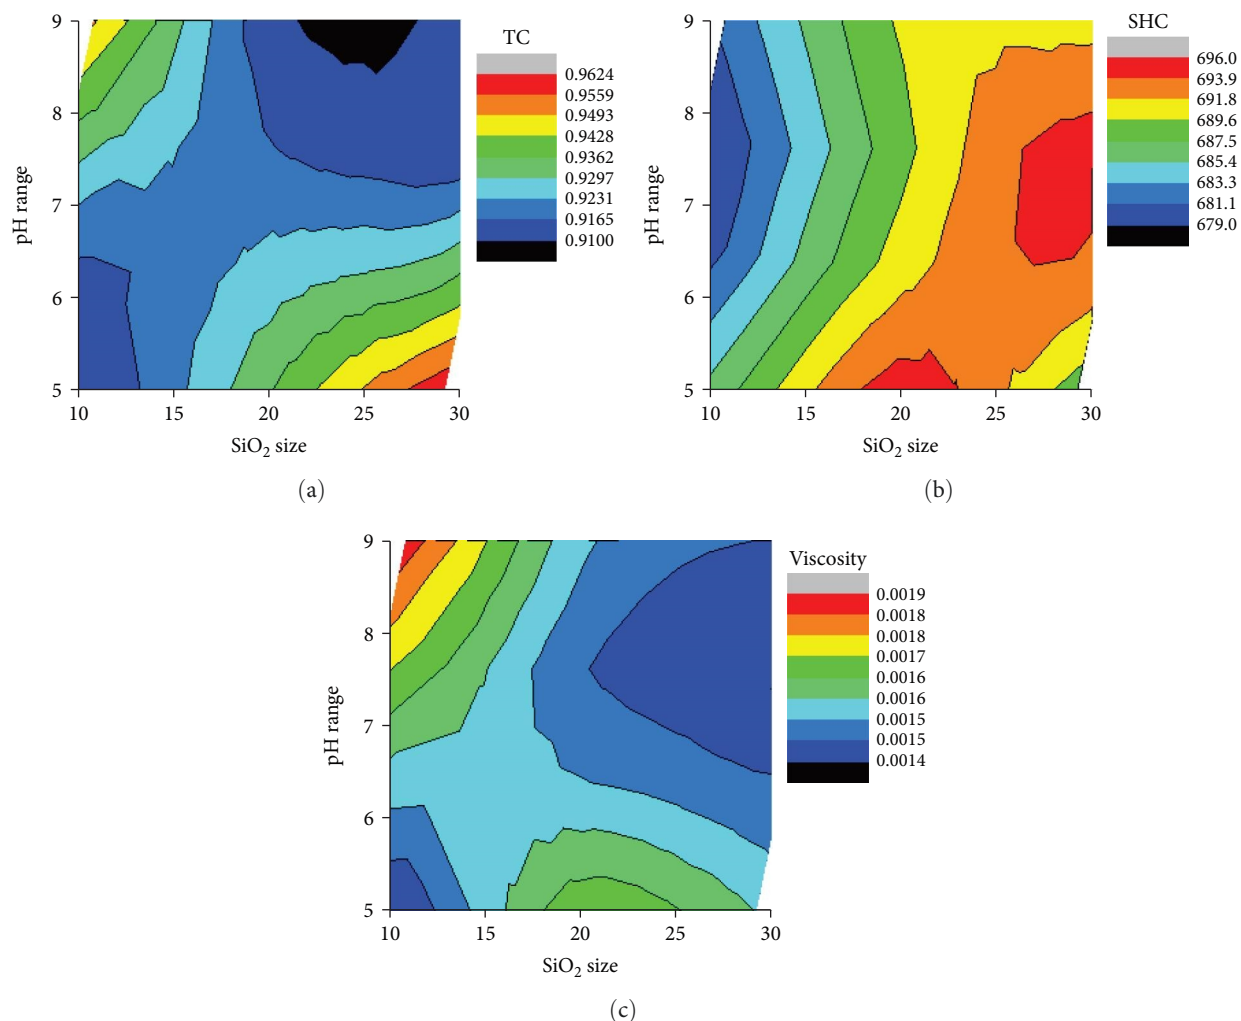 9
8
7
6
5
pH range
10 15 20 25 30
SiO2 size
TC
0.9624
0.9559
0.9493
0.9428
0.9362
0.9297
0.9231
0.9165
0.9100
(a)
9
8
7
6
5
pH range
10 15 20 25 30
SiO2 size
SHC
696.0
693.9
691.8
689.6
687.5
685.4
683.3
681.1
679.0
(b)
9
8
7
6
5
pH range
10 15 20 25 30
SiO2 size
Viscosity
0.0019
0.0018
0.0018
0.0017
0.0016
0.0016
0.0015
0.0015
0.0014
(c)